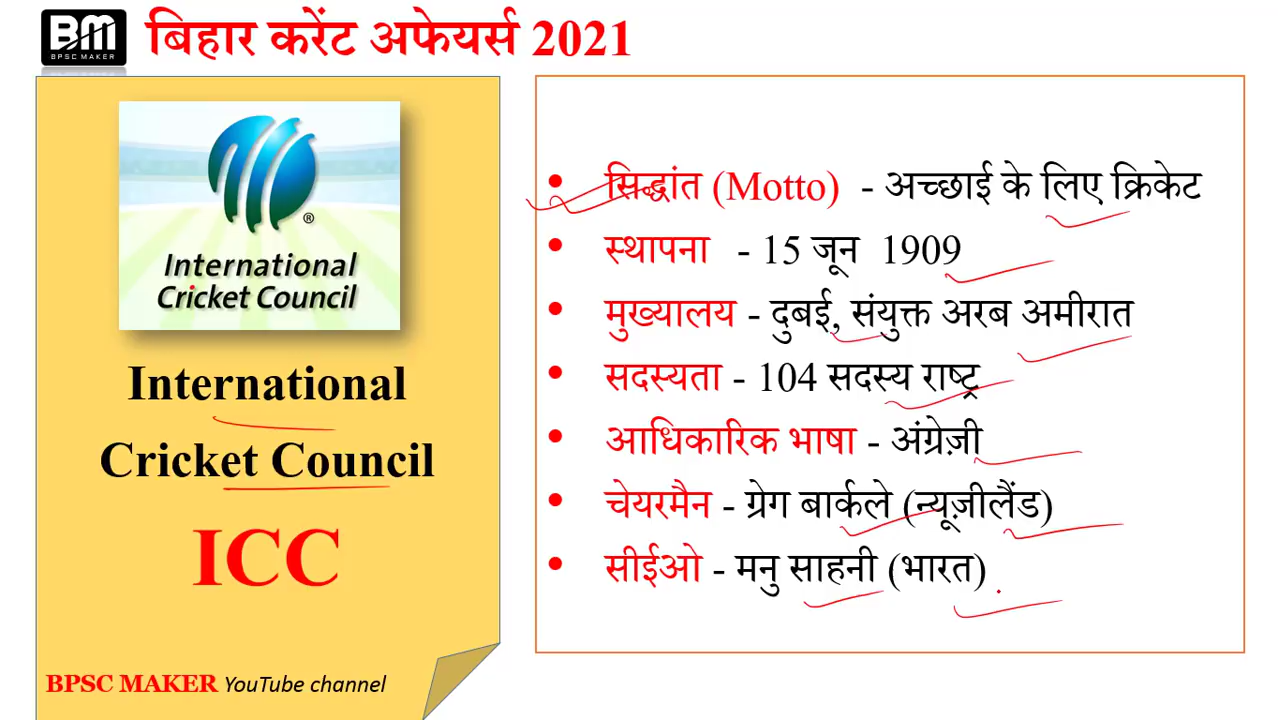 BM
BPSC MAKER
बिहार करेंट अफेयर्स 2021
International
Cricket Council
®
International
Cricket Council
ICC
BPSC MAKER YouTube channel
• सिद्धांत (Motto) - अच्छाई के लिए क्रिकेट
• स्थापना - 15 जून 1909
• मुख्यालय - दुबई, संयुक्त अरब अमीरात
• सदस्यता - 104 सदस्य राष्ट्र
• आधिकारिक भाषा - अंग्रेज़ी
• चेयरमैन - ग्रेग बार्कले (न्यूज़ीलैंड)
• सीईओ - मनु साहनी (भारत)